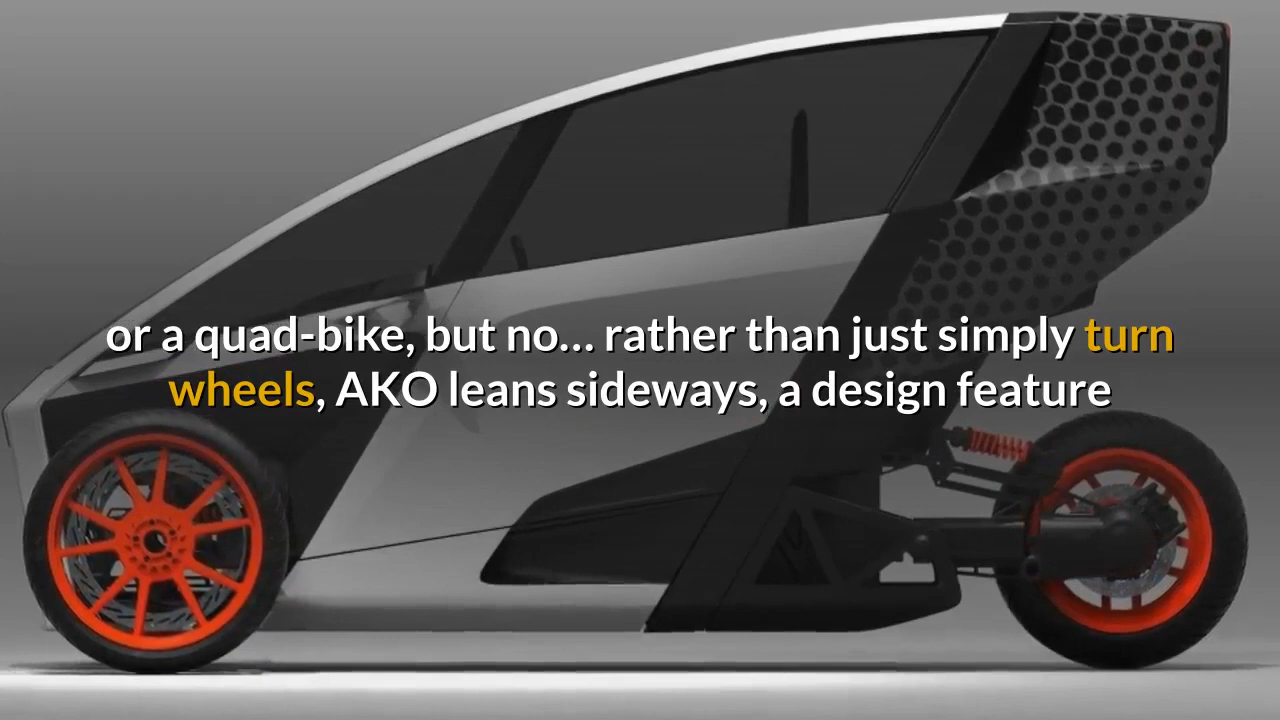 or a quad-bike, but no... rather than just simply turn
wheels, AKO leans sideways, a design feature